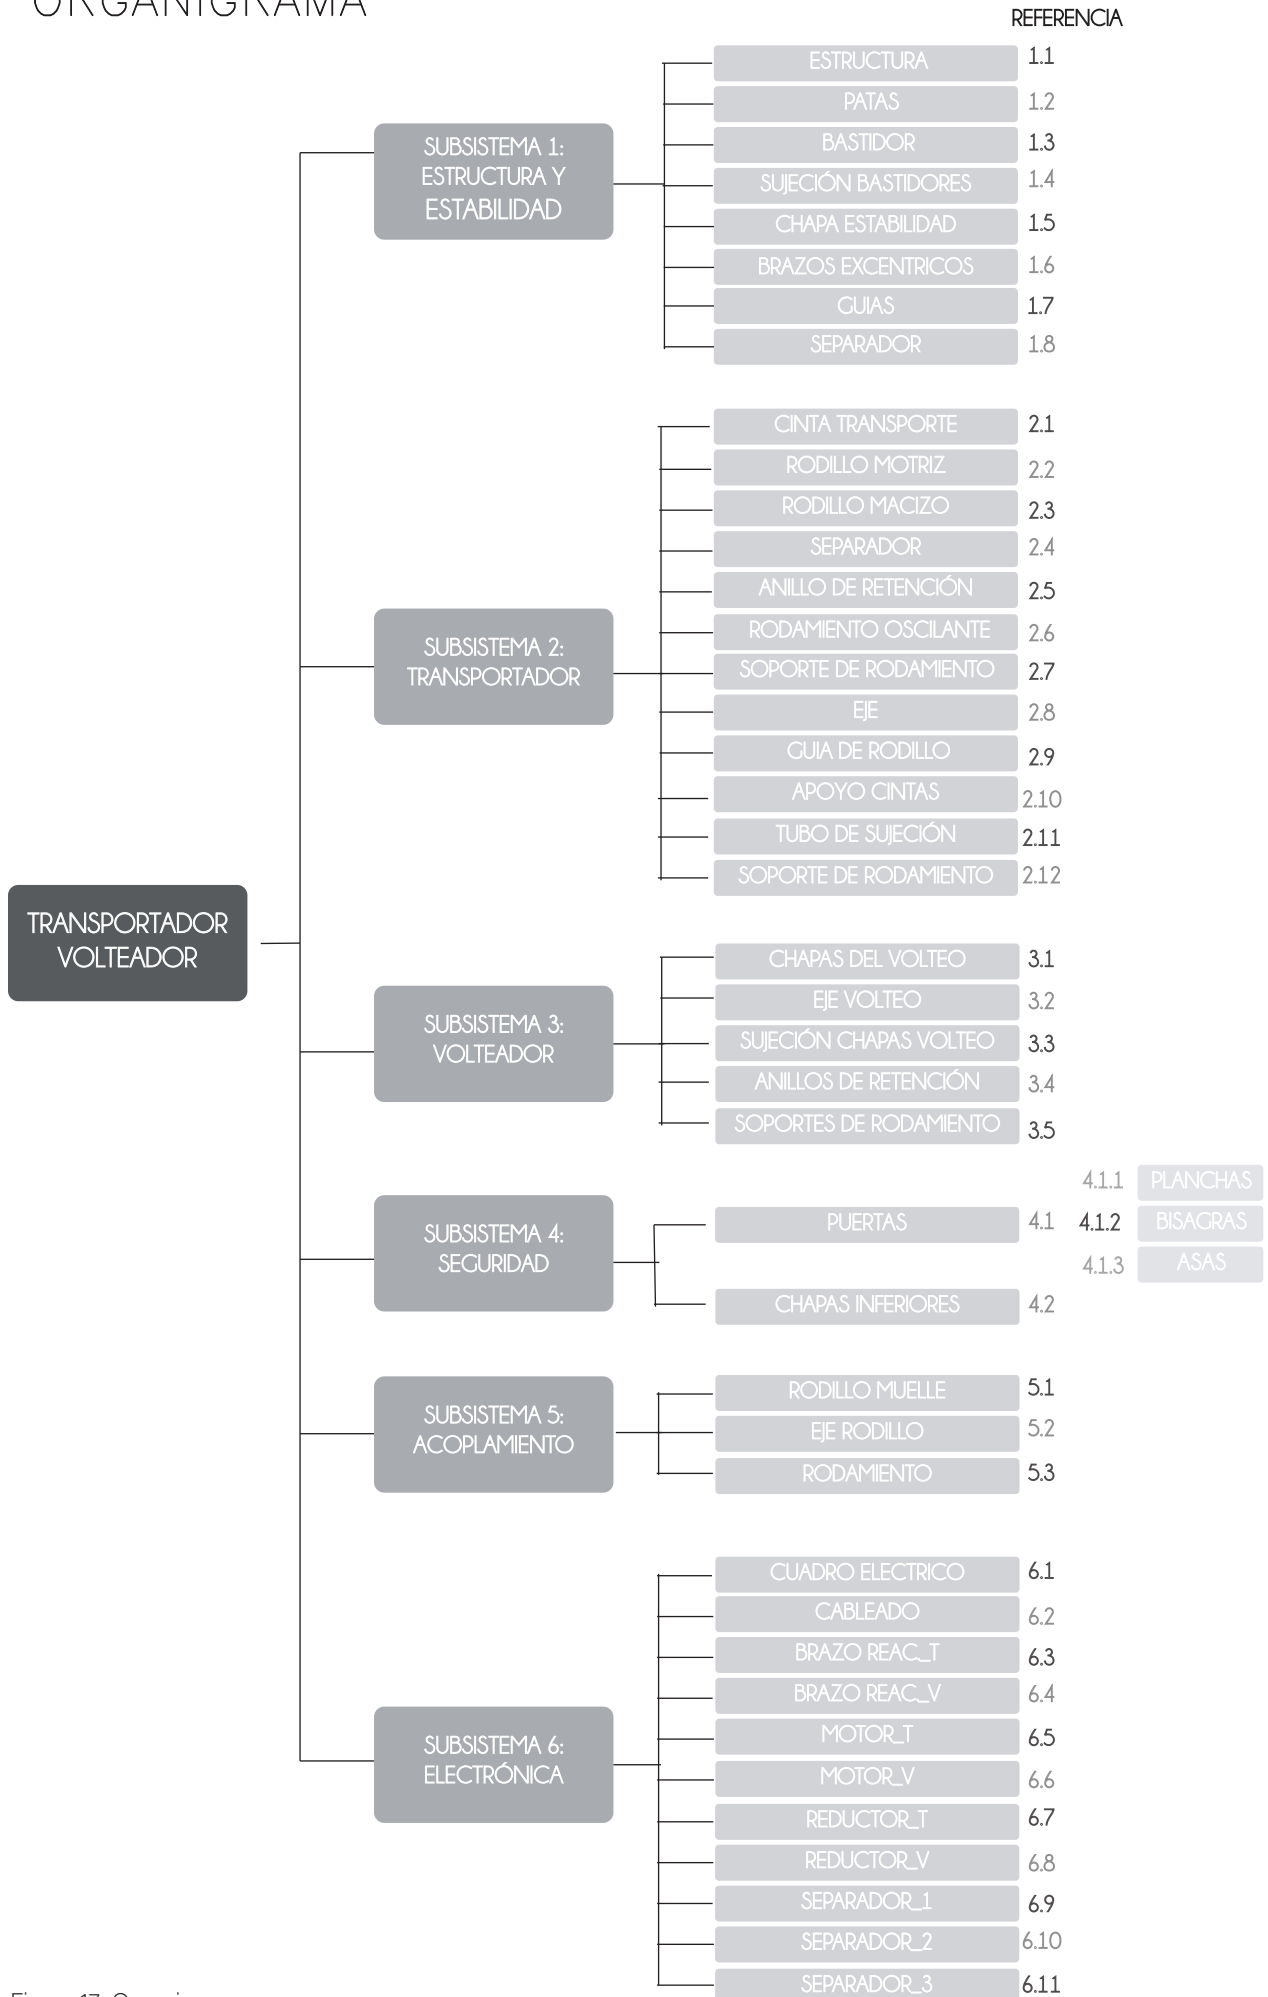 ORGANIGRAMA
REFERENCIA
TRANSPORTADOR
VOLTEADOR
SUBSISTEMA 1:
ESTRUCTURA Y
ESTABILIDAD
ESTRUCTURA 1.1
PATAS 1.2
BASTIDOR 1.3
SUJECIÓN BASTIDORES 1.4
CHAPA ESTABILIDAD 1.5
BRAZOS EXCENTRICOS 1.6
GUIAS 1.7
SEPARADOR 1.8
SUBSISTEMA 2:
TRANSPORTADOR
CINTA TRANSPORTE 2.1
RODILLO MOTRIZ 2.2
RODILLO MACIZO 2.3
SEPARADOR 2.4
ANILLO DE RETENCIÓN 2.5
RODAMIENTO OSCILANTE 2.6
SOPORTE DE RODAMIENTO 2.7
EJE 2.8
GUIA DE RODILLO 2.9
APOYO CINTAS 2.10
TUBO DE SUJECIÓN 2.11
SOPORTE DE RODAMIENTO 2.12
SUBSISTEMA 3:
VOLTEADOR
CHAPAS DEL VOLTEO 3.1
EJE VOLTEO 3.2
SUJECIÓN CHAPAS VOLTEO 3.3
ANILLOS DE RETENCIÓN 3.4
SOPORTES DE RODAMIENTO 3.5
SUBSISTEMA 4:
SEGURIDAD
4.1.1 PLANCHAS
PUERTAS 4.1 4.1.2 BISAGRAS
4.1.3 ASAS
CHAPAS INFERIORES 4.2
SUBSISTEMA 5:
ACOPLAMIENTO
RODILLO MUELLE 5.1
EJE RODILLO 5.2
RODAMIENTO 5.3
SUBSISTEMA 6:
ELECTRÓNICA
CUADRO ELECTRICO 6.1
CABLEADO 6.2
BRAZO REAC_T 6.3
BRAZO REAC_V 6.4
MOTOR_T 6.5
MOTOR_V 6.6
REDUCTOR_T 6.7
REDUCTOR_V 6.8
SEPARADOR_1 6.9
SEPARADOR_2 6.10
SEPARADOR_3 6.11